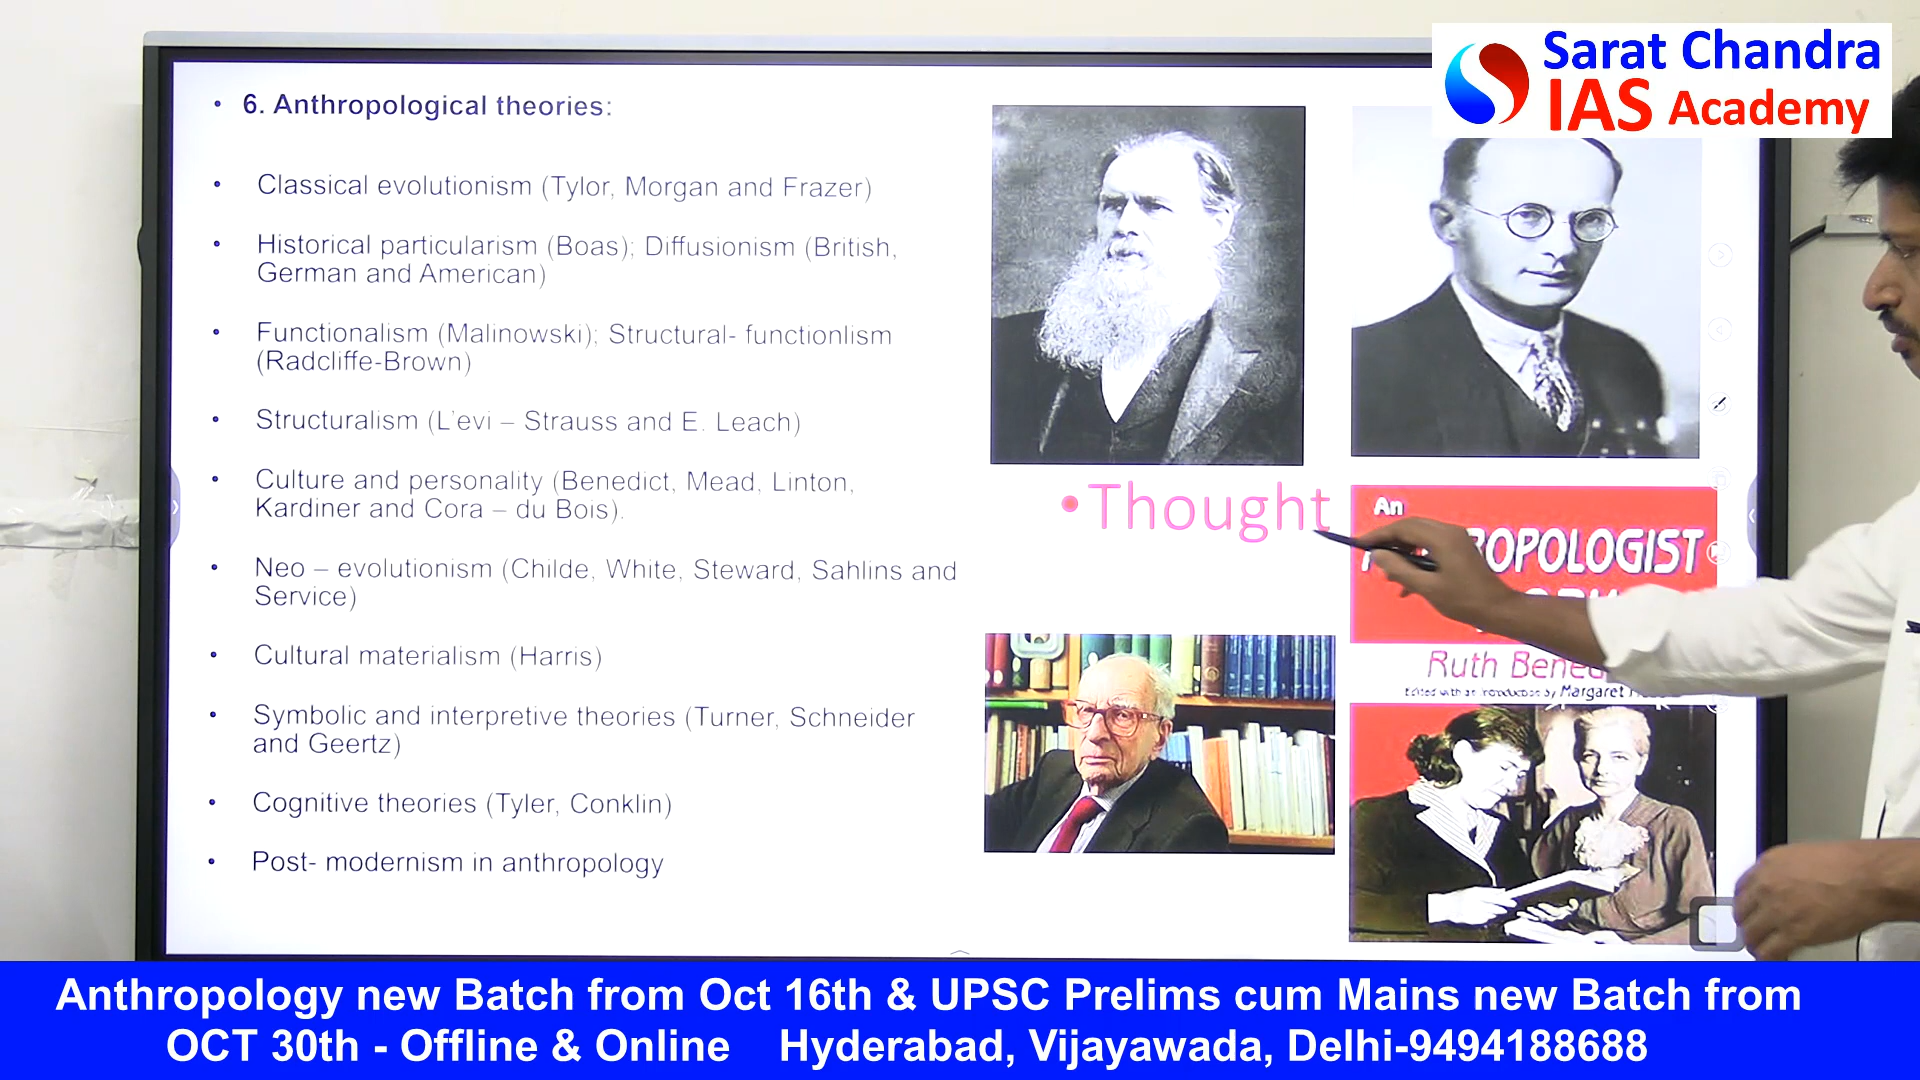 Sarat Chandra
IAS Academy
• 6. Anthropological theories:
• Classical evolutionism (Tylor, Morgan and Frazer)
• Historical particularism (Boas); Diffusionism (British,
German and American)
• Functionalism (Malinowski); Structural- functionlism
(Radcliffe-Brown)
• Structuralism (L'evi – Strauss and E. Leach)
• Culture and personality (Benedict, Mead, Linton,
Kardiner and Cora – du Bois).
• Neo – evolutionism (Childe, White, Steward, Sahlins and
Service)
• Cultural materialism (Harris)
• Symbolic and interpretive theories (Turner, Schneider
and Geertz)
• Cognitive theories (Tyler, Conklin)
• Post- modernism in anthropology
•Thought
An
ROPOLOGIST
Ruth
Edited with an Introduction by Margaret
Anthropology new Batch from Oct 16th & UPSC Prelims cum Mains new Batch from
OCT 30th - Offline & Online Hyderabad, Vijayawada, Delhi-9494188688